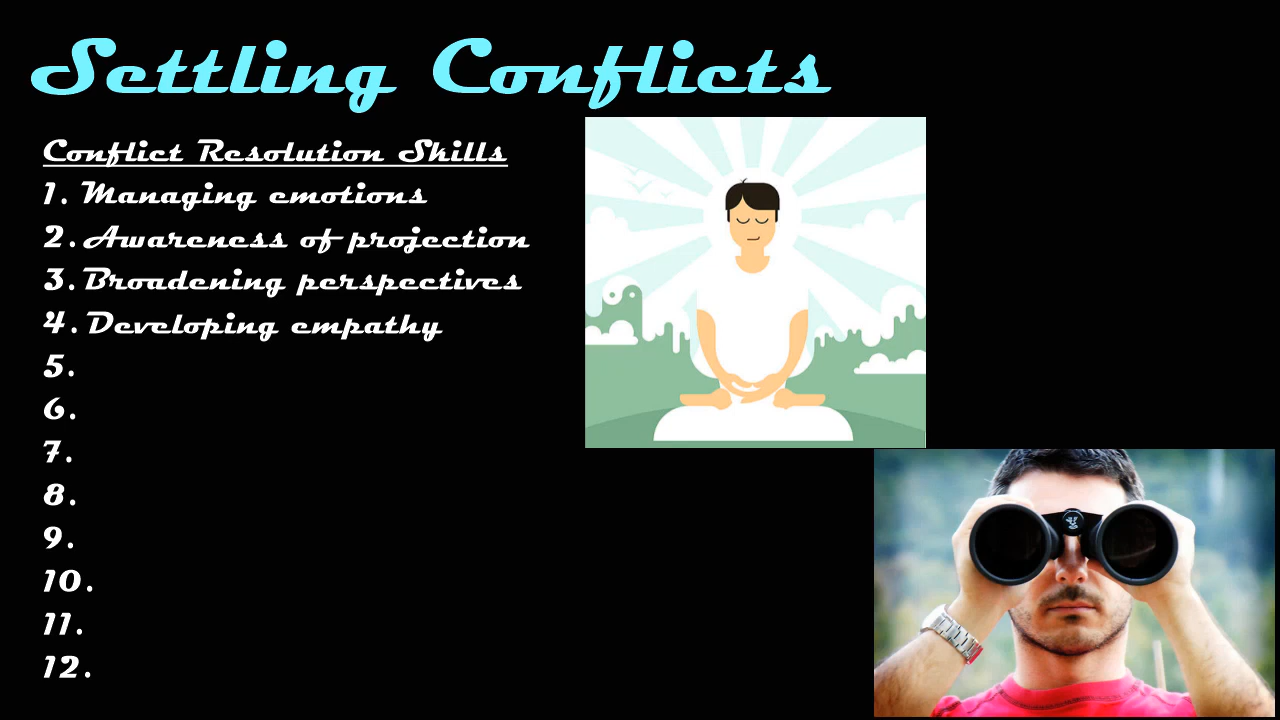 Settling Conflicts
Conflict Resolution Skills
1. Managing emotions
2. Awareness of projection
3. Broadening perspectives
4. Developing empathy
5.
6.
7.
8.
9.
10.
11.
12.